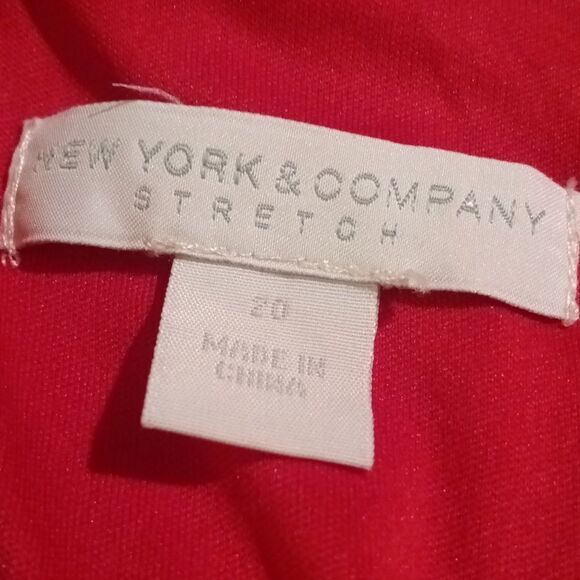 NEW YORK & COMPANY
STRETCH
20
MADE IN
CHINA